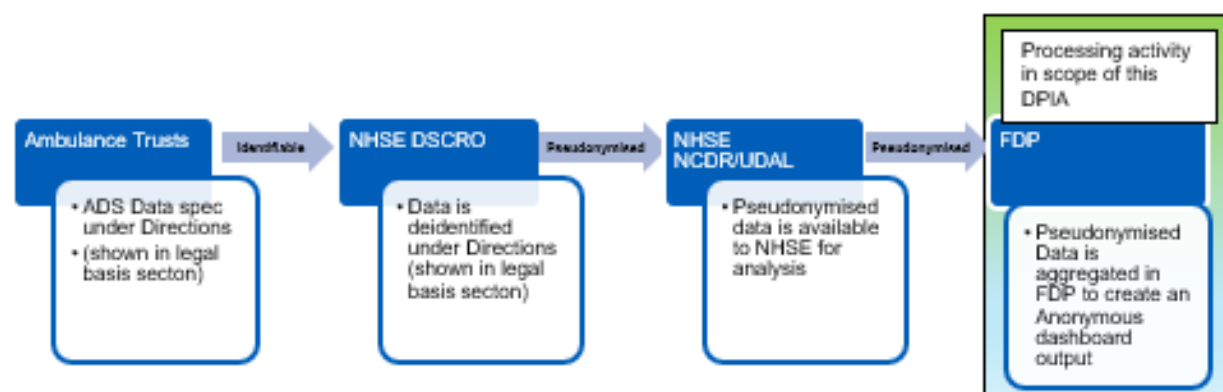 Processing activity
in scope of this
DPIA
Ambulance Trusts
Identifiable
NHSE DSCRO
Pseudonymised
NHSE
NCDR/UDAL
Pseudonymised
FDP
• ADS Data spec
under Directions
• (shown in legal
basis secton)
• Data is
deidentified
under Directions
(shown in legal
basis secton)
• Pseudonymised
data is available
to NHSE for
analysis
• Pseudonymised
Data is
aggregated in
FDP to create an
Anonymous
dashboard
output